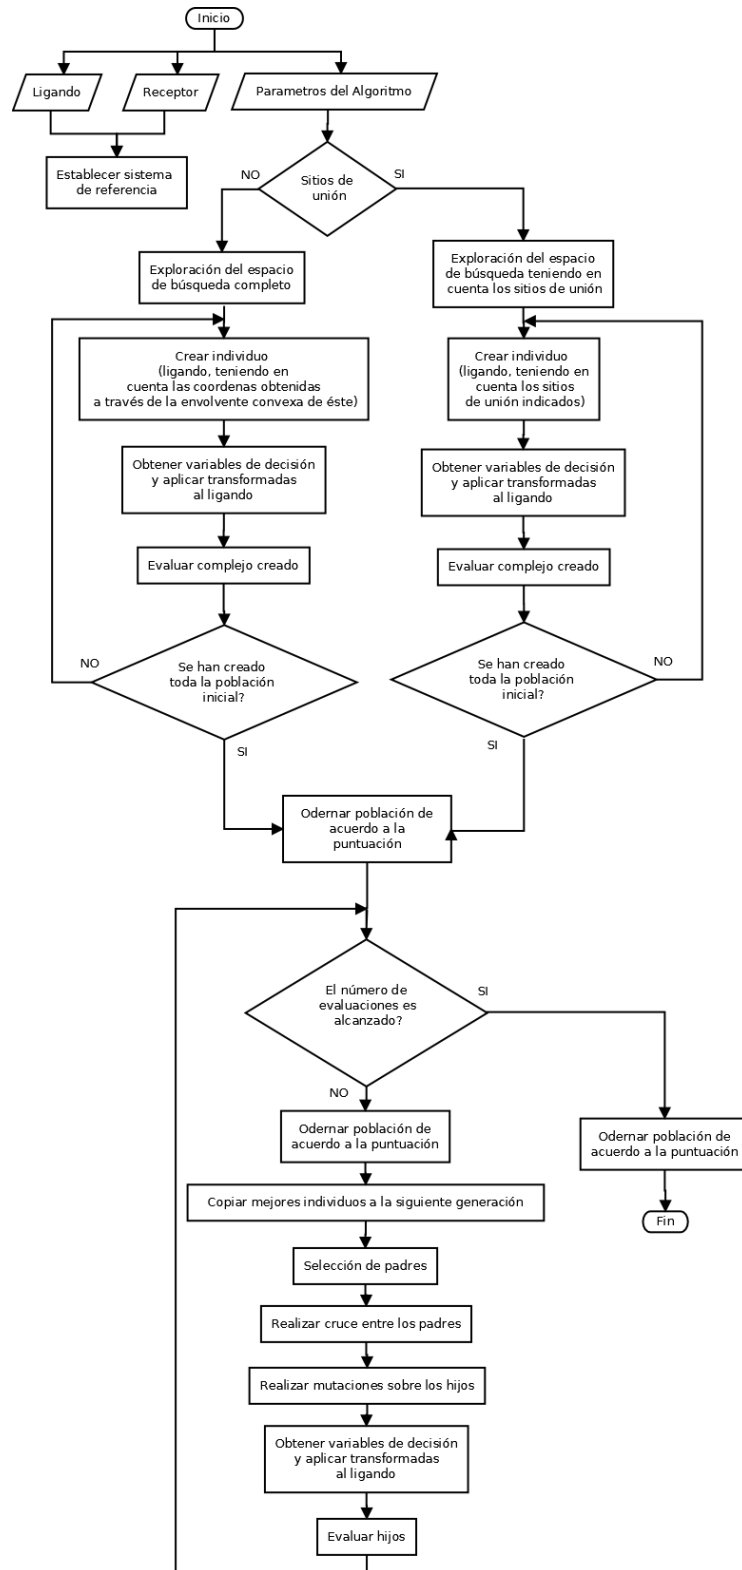 Inicio
Ligando
Receptor
Parametros del Algoritmo
Establecer sistema
de referencia
NO
Sitios de
unión
SI
Exploración del espacio
de búsqueda completo
Exploración del espacio
de búsqueda teniendo en
cuenta los sitios de unión
Crear individuo
(ligando, teniendo en
cuenta las coordenas obtenidas
a través de la envolvente convexa de éste)
Crear individuo
(ligando, teniendo en
cuenta los sitios
de unión indicados)
Obtener variables de decisión
y aplicar transformadas
al ligando
Obtener variables de decisión
y aplicar transformadas
al ligando
Evaluar complejo creado
Evaluar complejo creado
NO
Se han creado
toda la población
inicial?
SI
Se han creado
toda la población
inicial?
NO
SI
Odernar población de
acuerdo a la
puntuación
El número de
evaluaciones es
alcanzado?
SI
NO
Odernar población de
acuerdo a la puntuación
Odernar población de
acuerdo a la puntuación
Copiar mejores individuos a la siguiente generación
Fin
Selección de padres
Realizar cruce entre los padres
Realizar mutaciones sobre los hijos
Obtener variables de decisión
y aplicar transformadas
al ligando
Evaluar hijos